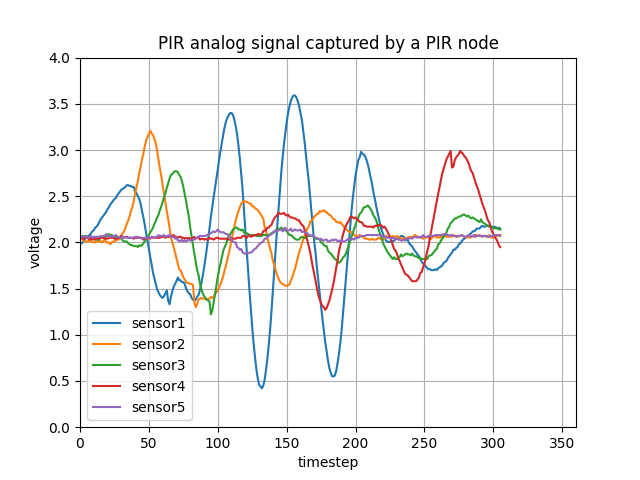 PIR analog signal captured by a PIR node
4.0
3.5
3.0
2.5
2.0
1.5
1.0
0.5
0.0
voltage
sensor1
sensor2
sensor3
sensor4
sensor5
0 50 100 150 200 250 300 350
timestep